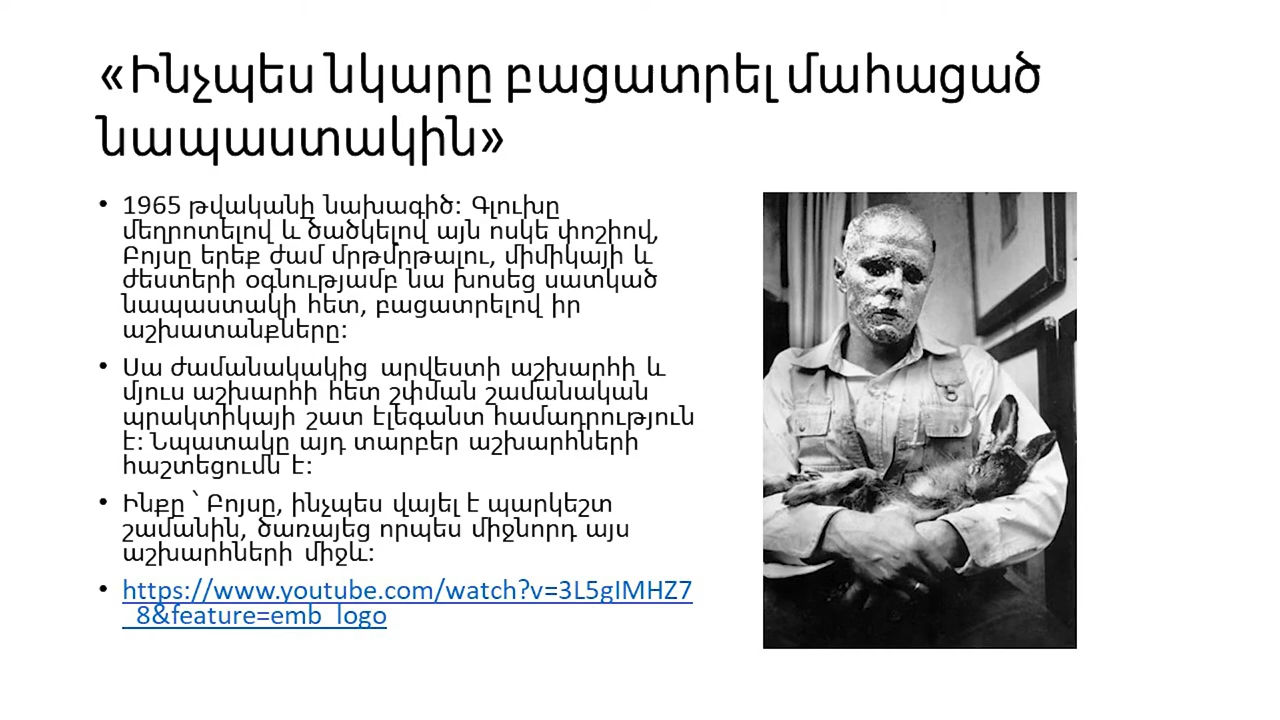 «Ինչպես նկարը բացատրել մահացած
նապաստակին»
• 1965 թվականի նախագիծ: Գլուխը
մեղրոտելով և ծածկելով այն ոսկե փոշիով,
Բոյսը երեք ժամ մրթմրթալու, միմիկայի և
ժեստերի օգնությամբ նա խոսեց սատկած
նապաստակի հետ, բացատրելով իր
աշխատանքները:
• Սա ժամանակակից արվեստի աշխարհի և
մյուս աշխարհի հետ շփման շամանական
պրակտիկայի շատ էլեգանտ համադրություն
է: Նպատակը այդ տարբեր աշխարհների
հաշտեցումն է:
• Ինքը ՝ Բոյսը, ինչպես վայել է պարկեշտ
շամանին, ծառայեց որպես միջնորդ այս
աշխարհների միջև:
• https://www.youtube.com/watch?v=3L5gIMHZ7
_8&feature=emb_logo